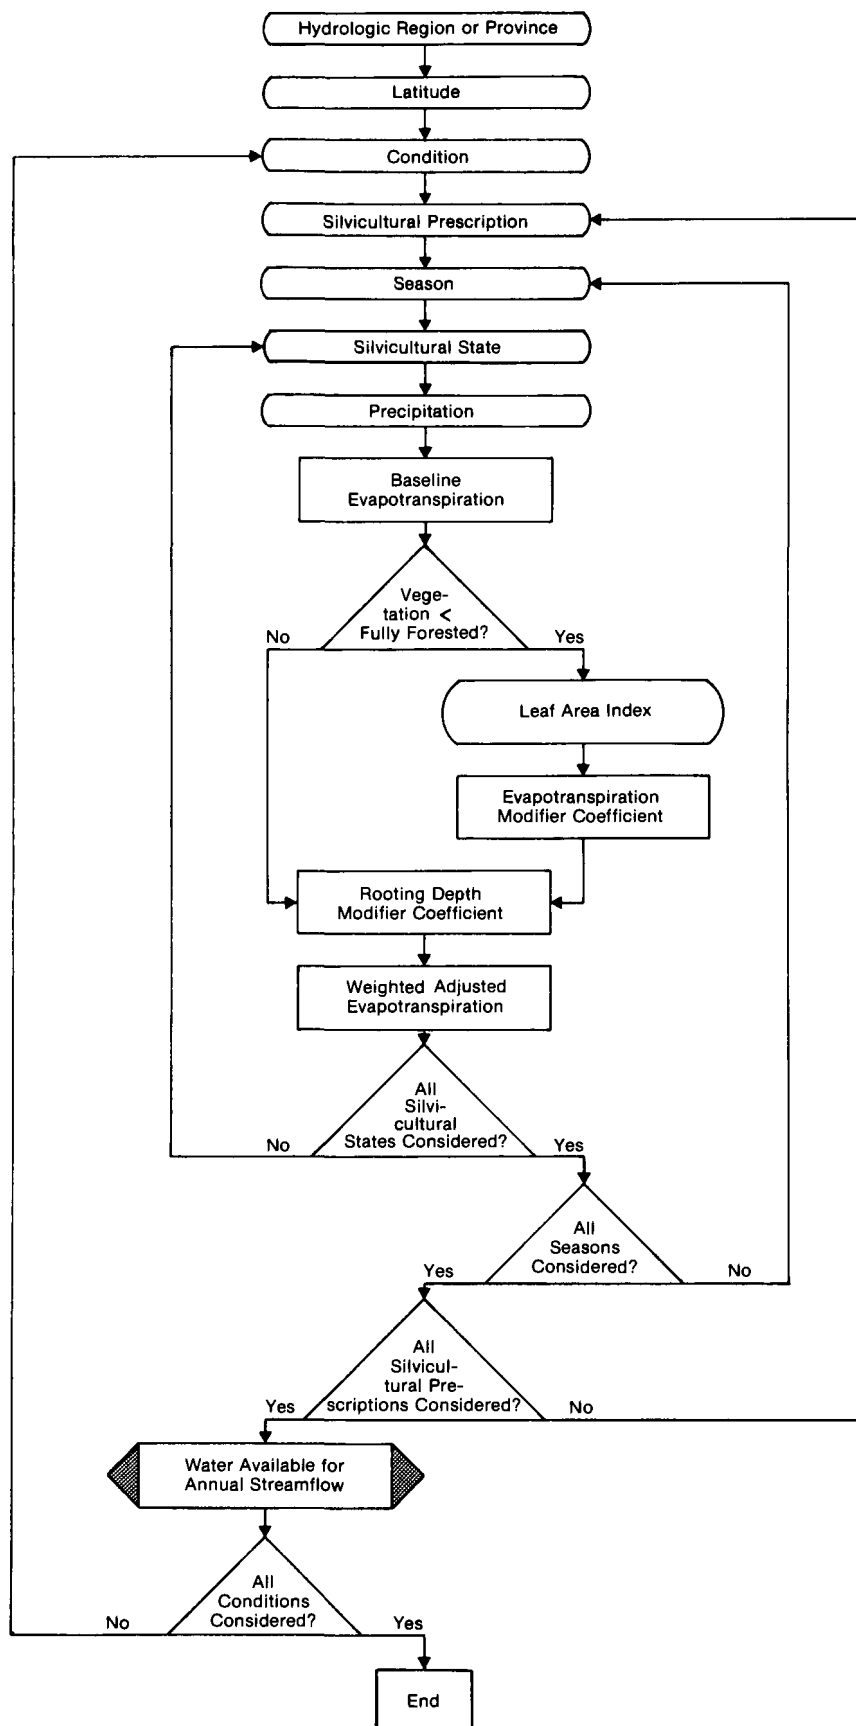 Hydrologic Region or Province
Latitude
Condition
Silvicultural Prescription
Season
Silvicultural State
Precipitation
Baseline
Evapotranspiration
Vege-
tation <
Fully Forested?
No
Yes
Leaf Area Index
Evapotranspiration
Modifier Coefficient
Rooting Depth
Modifier Coefficient
Weighted Adjusted
Evapotranspiration
All
Silvi-
cultural
States Considered?
No
Yes
All
Seasons
Considered?
Yes
No
All
Silvicul-
tural Pre-
scriptions Considered?
Yes
No
Water Available for
Annual Streamflow
All
Conditions
Considered?
No
Yes
End